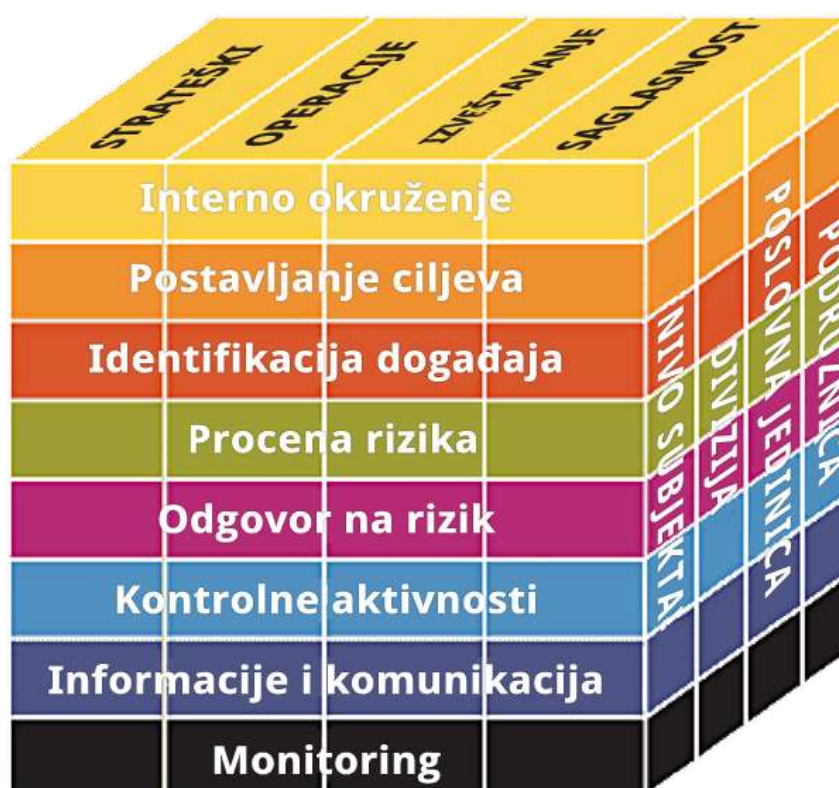 STRATEŠKI
OPERACIJE
IZVEŠTAVANJE
SAGLASNOST
Interno okruženje
Postavljanje ciljeva
Identifikacija događaja
Procena rizika
Odgovor na rizik
Kontrolne aktivnosti
Informacije i komunikacija
Monitoring
NIVO SUBJEKTA
DIVIZIJA
POSLOVNA JEDINICA
PODRUŽNICA